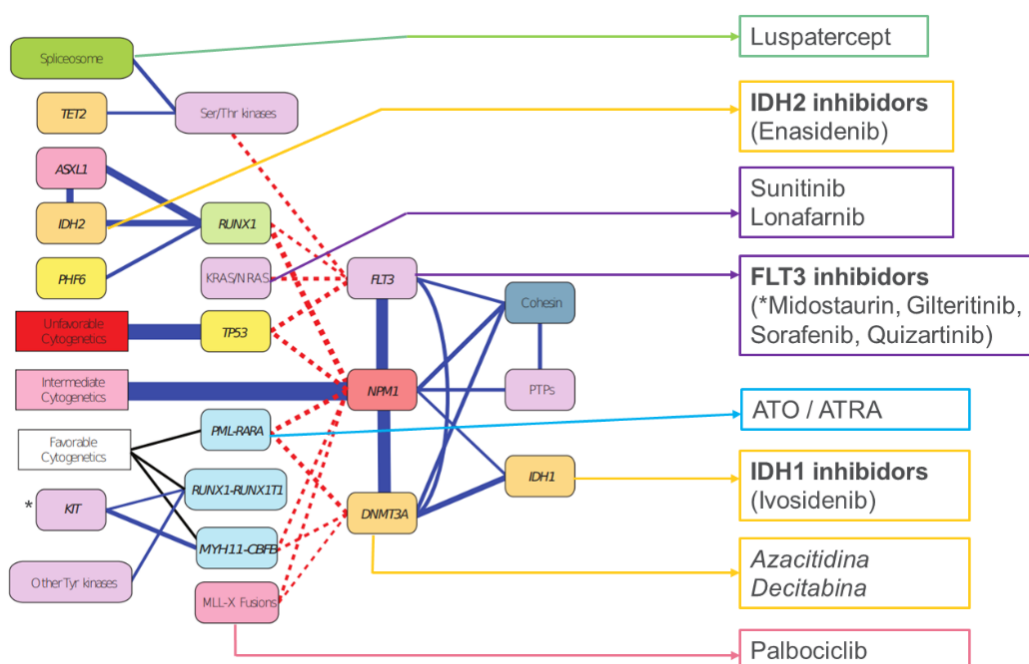 Spliceosome
Luspatercept
TET2
Ser/Thr kinases
IDH2 inhibidors
(Enasidenib)
ASXL1
IDH2
RUNX1
Sunitinib
Lonafarnib
PHF6
KRAS/NRAS
FLT3
FLT3 inhibidors
(*Midostaurin, Gilteritinib,
Sorafenib, Quizartinib)
Cohesin
Unfavorable
Cytogenetics
TP53
Intermediate
Cytogenetics
NPM1
PTPs
ATO / ATRA
Favorable
Cytogenetics
PML-RARA
IDH1
IDH1 inhibidors
(Ivosidenib)
* KIT
RUNX1-RUNX1T1
DNMT3A
MYH11-CBFB
Azacitidina
Decitabina
Other Tyr kinases
MLL-X Fusions
Palbociclib